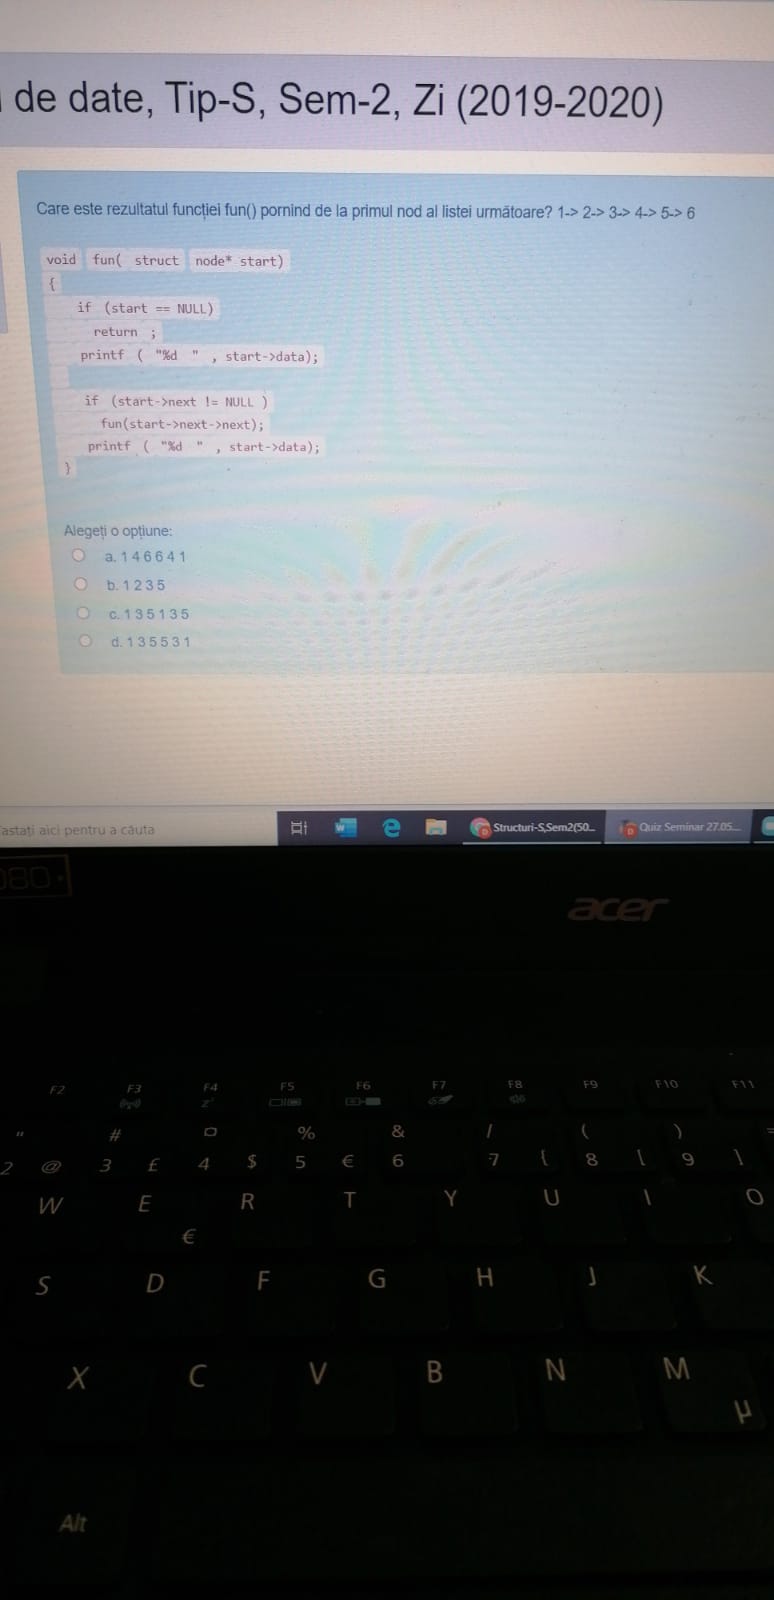 de date, Tip-S, Sem-2, Zi (2019-2020)
Care este rezultatul funcției fun() pornind de la primul nod al listei următoare? 1-> 2-> 3-> 4-> 5-> 6
void fun( struct node* start)
{
if (start == NULL)
return ;
printf ( "%d " , start->data);
if (start->next != NULL )
fun(start->next->next);
printf ( "%d " , start->data);
}
Alegeți o opțiune:
a. 1 4 6 6 4 1
b. 1 2 3 5
c. 1 3 5 1 3 5
d. 1 3 5 5 3 1
astați aici pentru a căuta
Structuri-S,Sem2(50...
Quiz Seminar 27.05....
acer
F2 F3 F4 F5 F6 F7 F8 F9 F10 F11
" # ¤ % & / ( ) =
2 @ 3 £ 4 $ 5 € 6 7 { 8 [ 9 ]
W E R T Y U I O
€
S D F G H J K
X C V B N M
µ
Alt